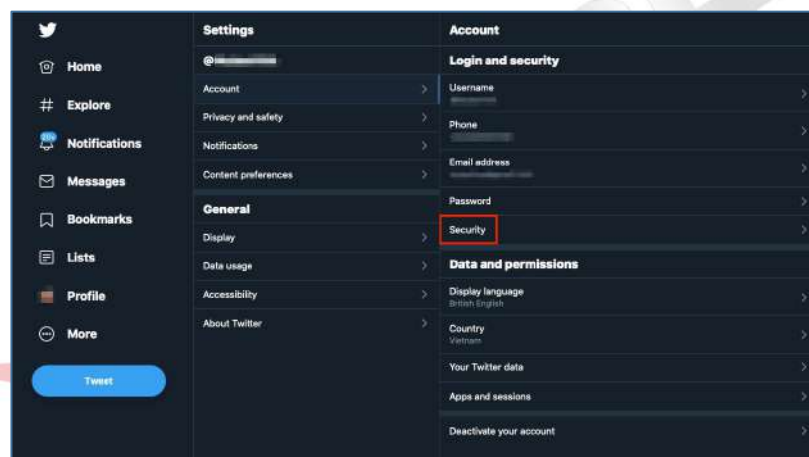 Home
Explore
20+
Notifications
Messages
Bookmarks
Lists
Profile
More
Tweet
Settings
@
Account
Privacy and safety
Notifications
Content preferences
General
Display
Data usage
Accessibility
About Twitter
Account
Login and security
Username
Phone
Email address
Password
Security
Data and permissions
Display language
British English
Country
Vietnam
Your Twitter data
Apps and sessions
Deactivate your account